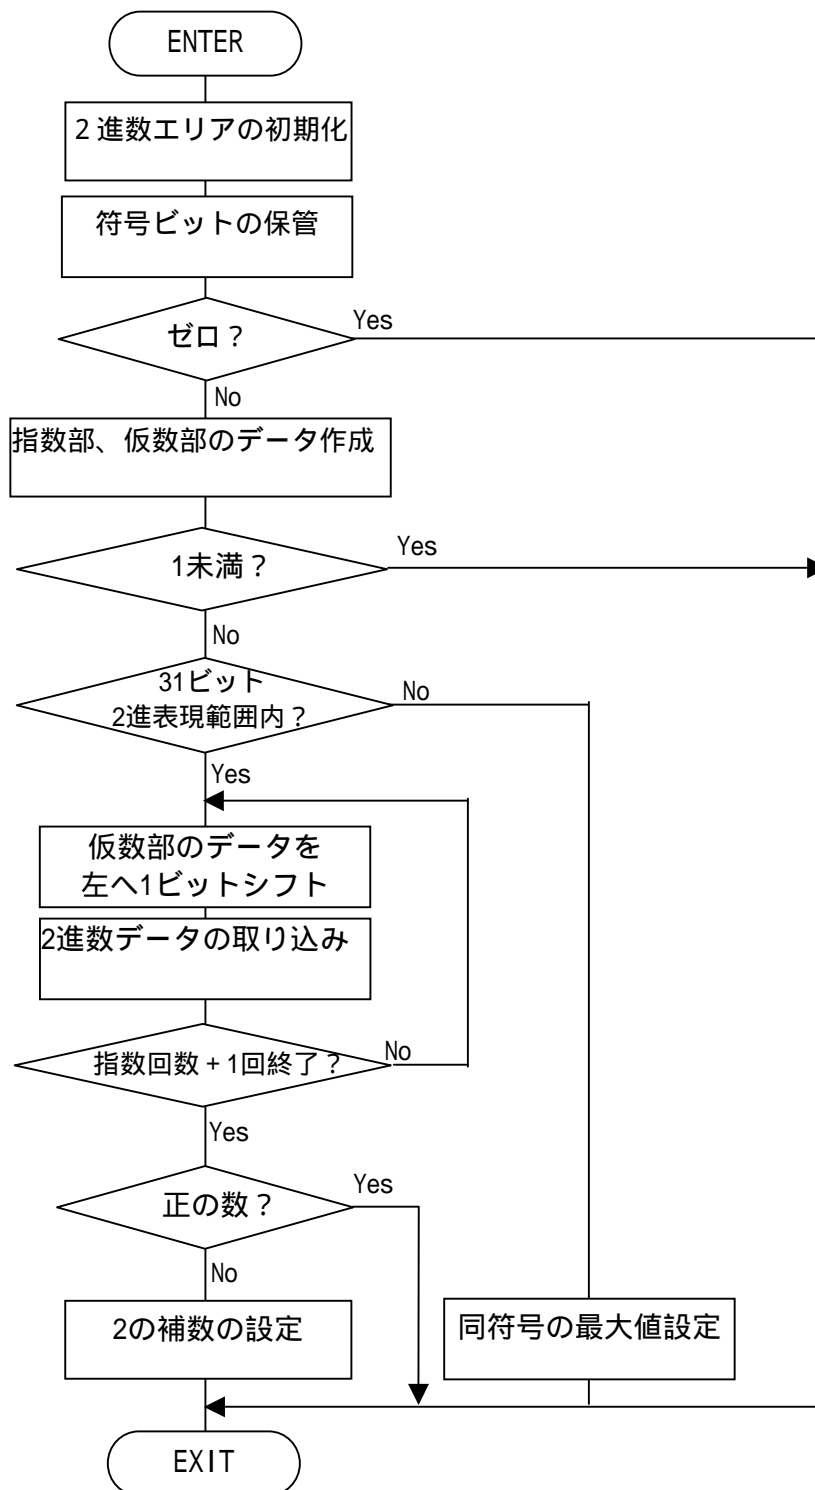 ENTER
2進数エリアの初期化
符号ビットの保管
ゼロ？
Yes
No
指数部、仮数部のデータ作成
1未満？
Yes
No
31ビット
2進表現範囲内？
No
Yes
仮数部のデータを
左へ1ビットシフト
2進数データの取り込み
指数回数+1回終了？
No
Yes
正の数？
Yes
No
2の補数の設定
同符号の最大値設定
EXIT